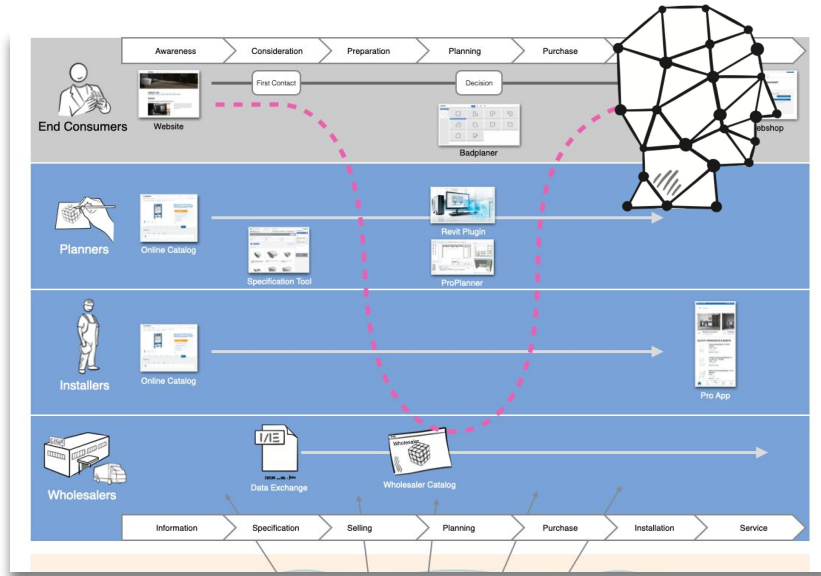 Awareness
Consideration
Preparation
Planning
Purchase
First Contact
Decision
End Consumers
Website
Badplaner
Planners
Online Catalog
Specification Tool
Revit Plugin
ProPlanner
Installers
Online Catalog
Pro App
Wholesalers
I/IE
Data Exchange
Wholesaler
Wholesaler Catalog
Information
Specification
Selling
Planning
Purchase
Installation
Service